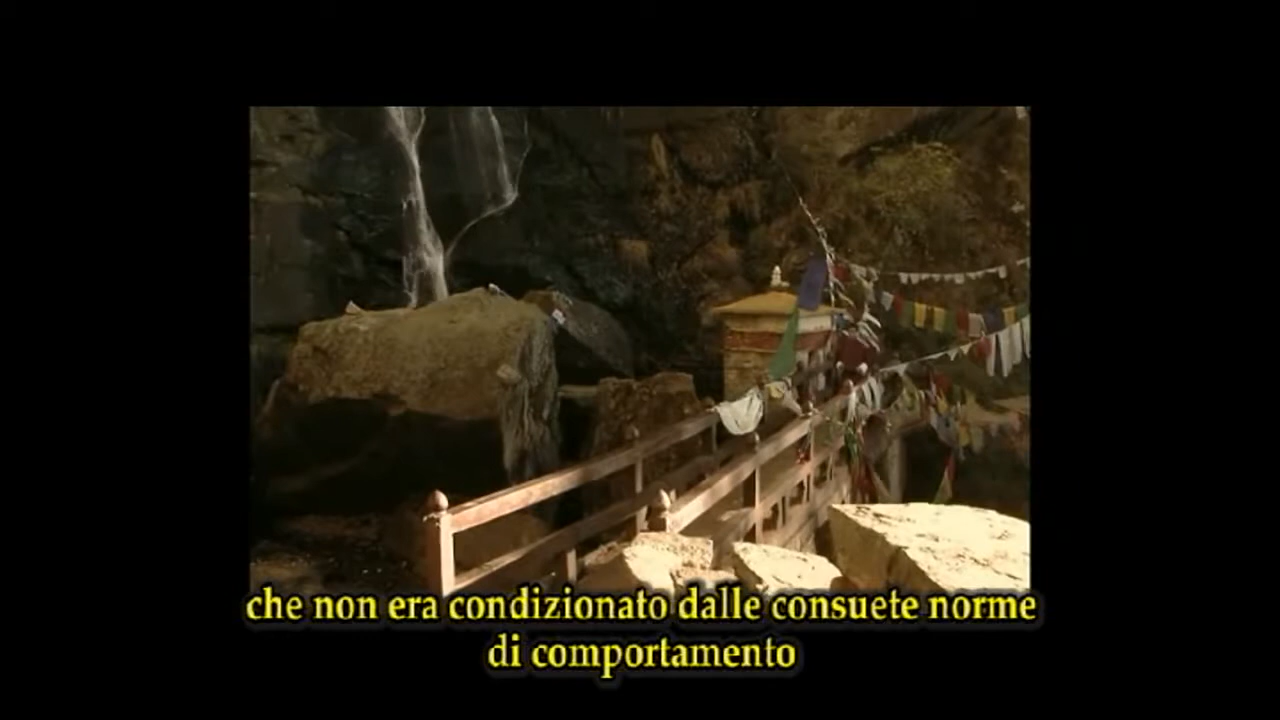 che non era condizionato dalle consuete norme
di comportamento